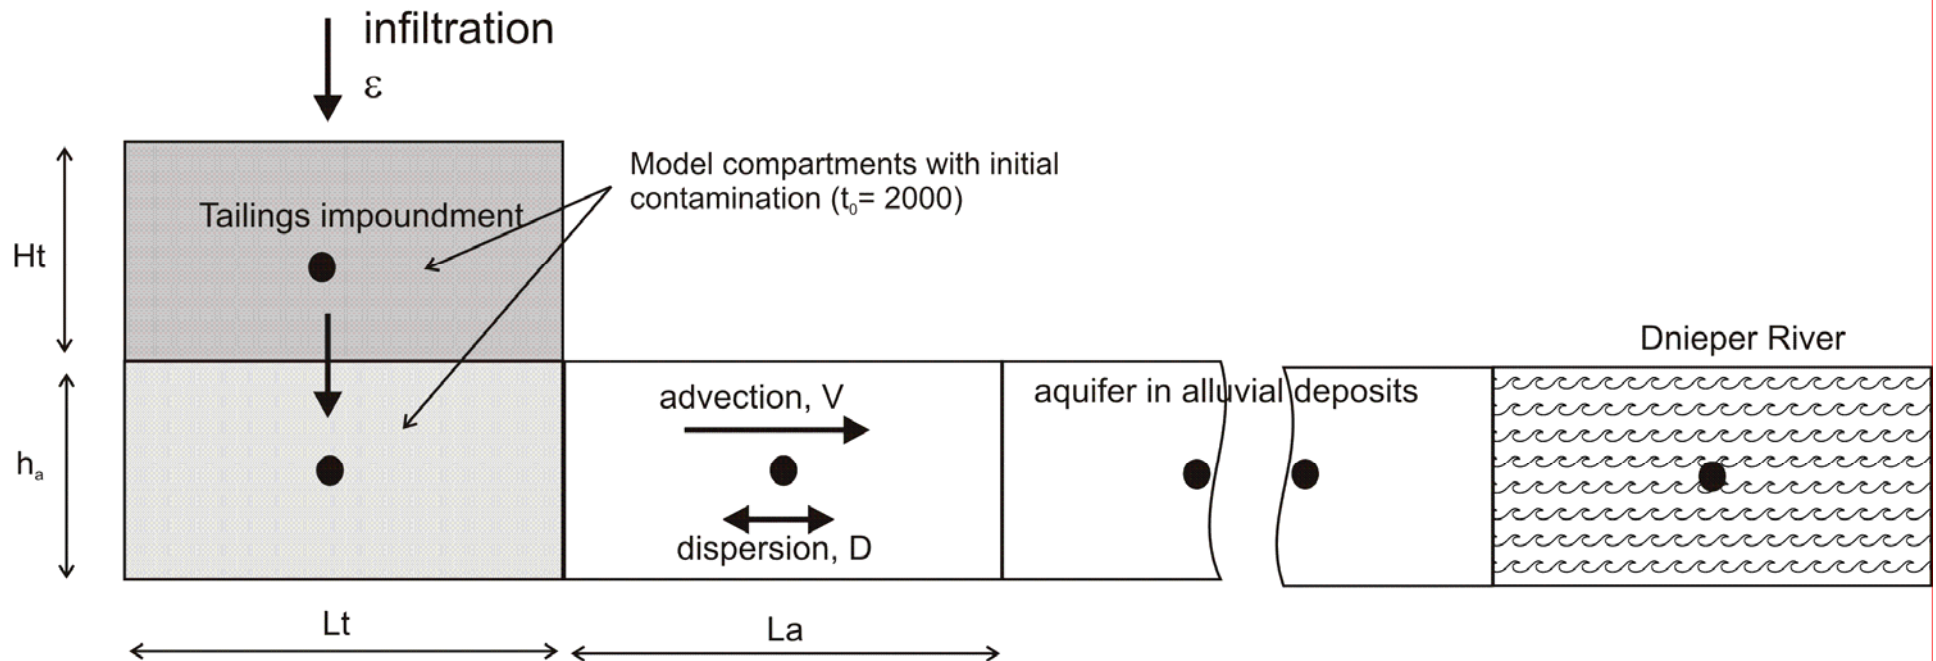 infiltration
ε
Model compartments with initial
contamination (t₀= 2000)
Tailings impoundment
Ht
Dnieper River
advection, V
aquifer in alluvial deposits
hₐ
dispersion, D
Lt
La